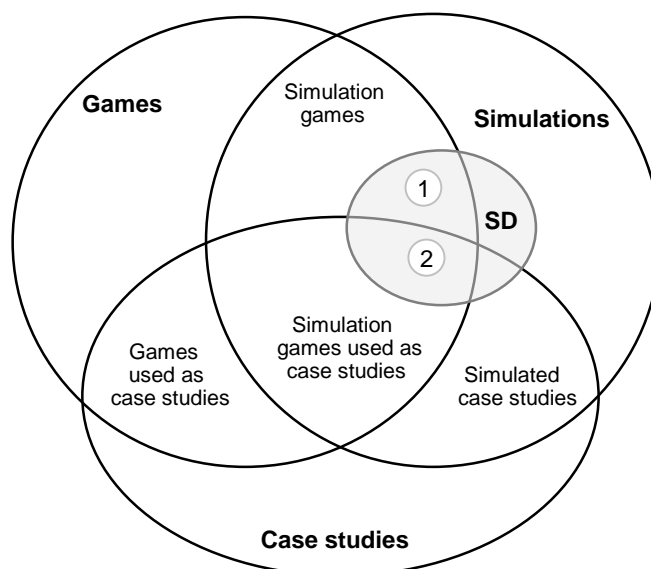 Simulation
games
Games
Simulations
1
SD
2
Simulation
games used as
case studies
Games
used as
case studies
Simulated
case studies
Case studies